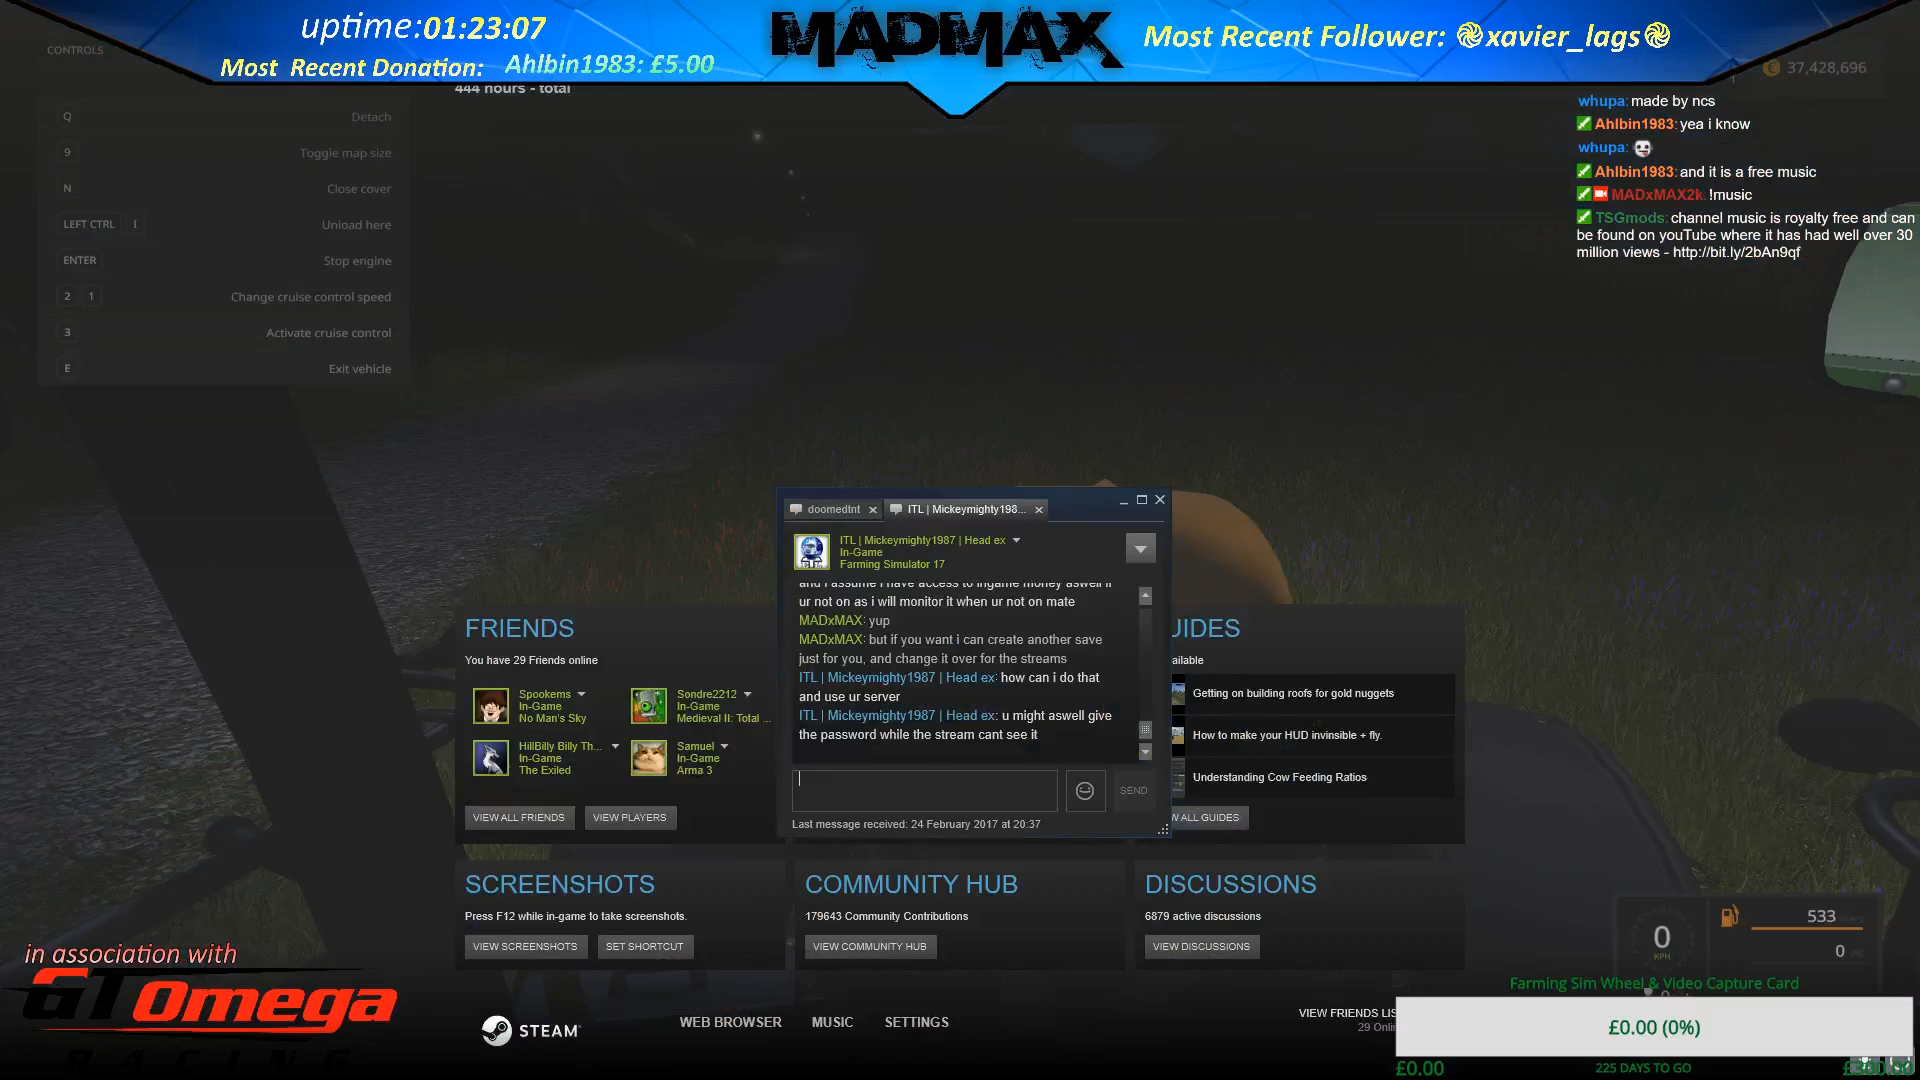 uptime:01:23:07
Most Recent Donation: Ahlbin1983: £5.00
MADMAX
Most Recent Follower: xavier_lags
37,428,696
CONTROLS
444 hours - total
Q Detach
9 Toggle map size
N Close cover
LEFT CTRL I Unload here
ENTER Stop engine
2 1 Change cruise control speed
3 Activate cruise control
E Exit vehicle
whupa: made by ncs
Ahlbin1983: yea i know
whupa:
Ahlbin1983: and it is a free music
MADxMAX2k: !music
TSGmods: channel music is royalty free and can
be found on youTube where it has had well over 30
million views - http://bit.ly/2bAn9qf
doomedtnt
ITL | Mickeymighty198...
ITL | Mickeymighty1987 | Head ex
In-Game
Farming Simulator 17
and i assume i have access to ingame money aswell if
ur not on as i will monitor it when ur not on mate
MADxMAX: yup
MADxMAX: but if you want i can create another save
just for you, and change it over for the streams
ITL | Mickeymighty1987 | Head ex: how can i do that
and use ur server
ITL | Mickeymighty1987 | Head ex: u might aswell give
the password while the stream cant see it
SEND
Last message received: 24 February 2017 at 20:37
FRIENDS
You have 29 Friends online
Spookems
In-Game
No Man's Sky
Sondre2212
In-Game
Medieval II: Total ...
HillBilly Billy Th...
In-Game
The Exiled
Samuel
In-Game
Arma 3
VIEW ALL FRIENDS
VIEW PLAYERS
UIDES
ailable
Getting on building roofs for gold nuggets
How to make your HUD invinsible + fly.
Understanding Cow Feeding Ratios
W ALL GUIDES
SCREENSHOTS
Press F12 while in-game to take screenshots.
VIEW SCREENSHOTS
SET SHORTCUT
COMMUNITY HUB
179643 Community Contributions
VIEW COMMUNITY HUB
DISCUSSIONS
6879 active discussions
VIEW DISCUSSIONS
in association with
GT Omega
RACING
STEAM
WEB BROWSER
MUSIC
SETTINGS
VIEW FRIENDS LIS
29 Onli
0
KPH
533
0
Farming Sim Wheel & Video Capture Card
£0.00 (0%)
£0.00
225 DAYS TO GO